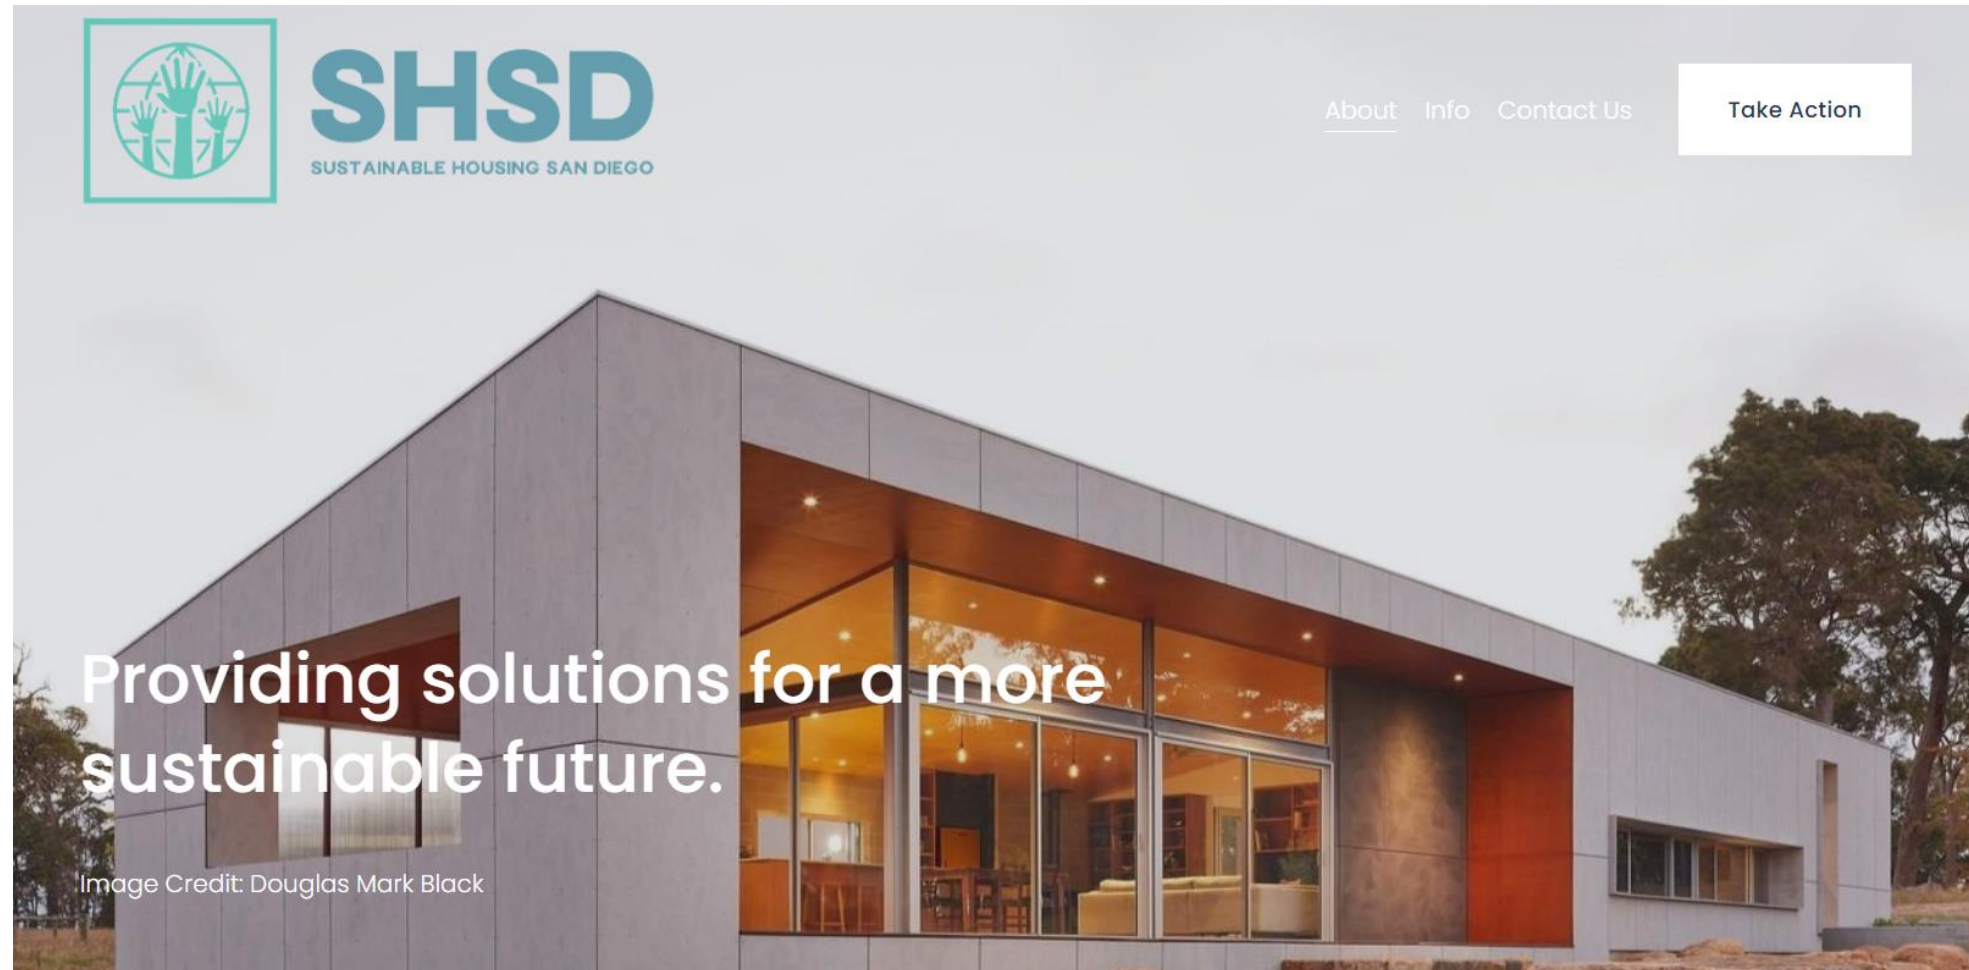 SHSD
SUSTAINABLE HOUSING SAN DIEGO
About Info Contact Us Take Action
Providing solutions for a more
sustainable future.
Image Credit: Douglas Mark Black